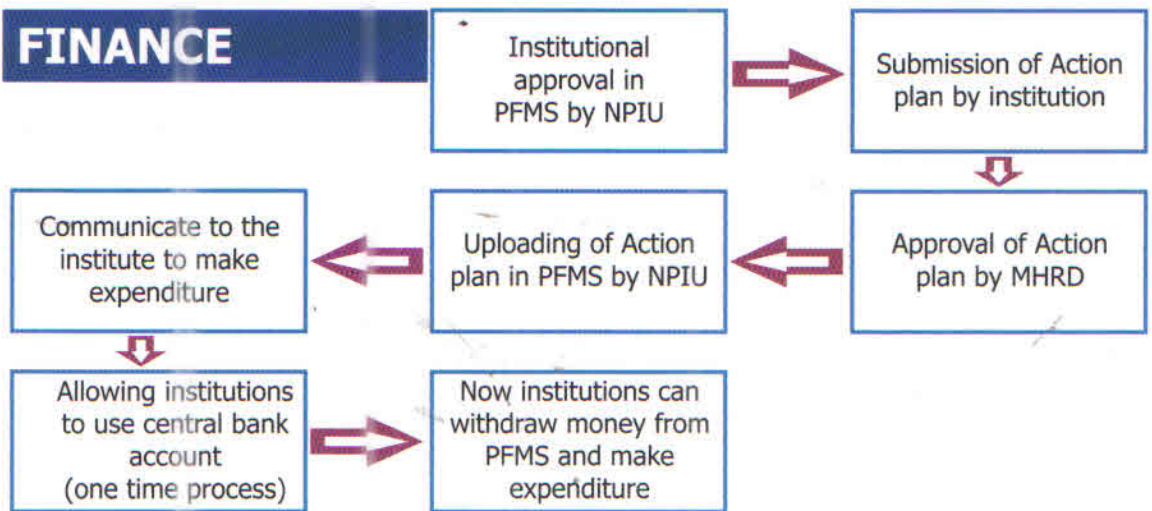 FINANCE
Institutional
approval in
PFMS by NPIU
Submission of Action
plan by institution
Approval of Action
plan by MHRD
Uploading of Action
plan in PFMS by NPIU
Communicate to the
institute to make
expenditure
Allowing institutions
to use central bank
account
(one time process)
Now institutions can
withdraw money from
PFMS and make
expenditure